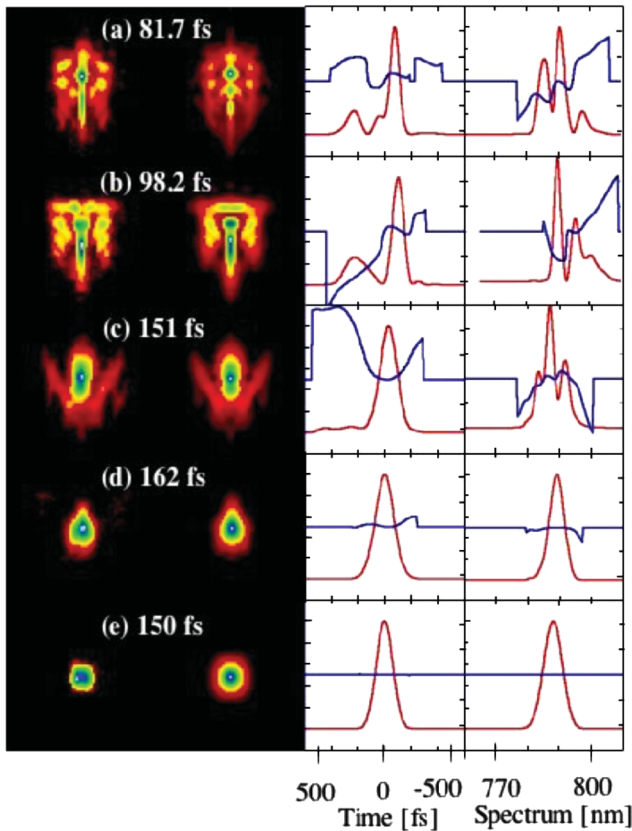 (a) 81.7 fs
(b) 98.2 fs
(c) 151 fs
(d) 162 fs
(e) 150 fs
500 0 -500 770 800
Time [fs] Spectrum [nm]